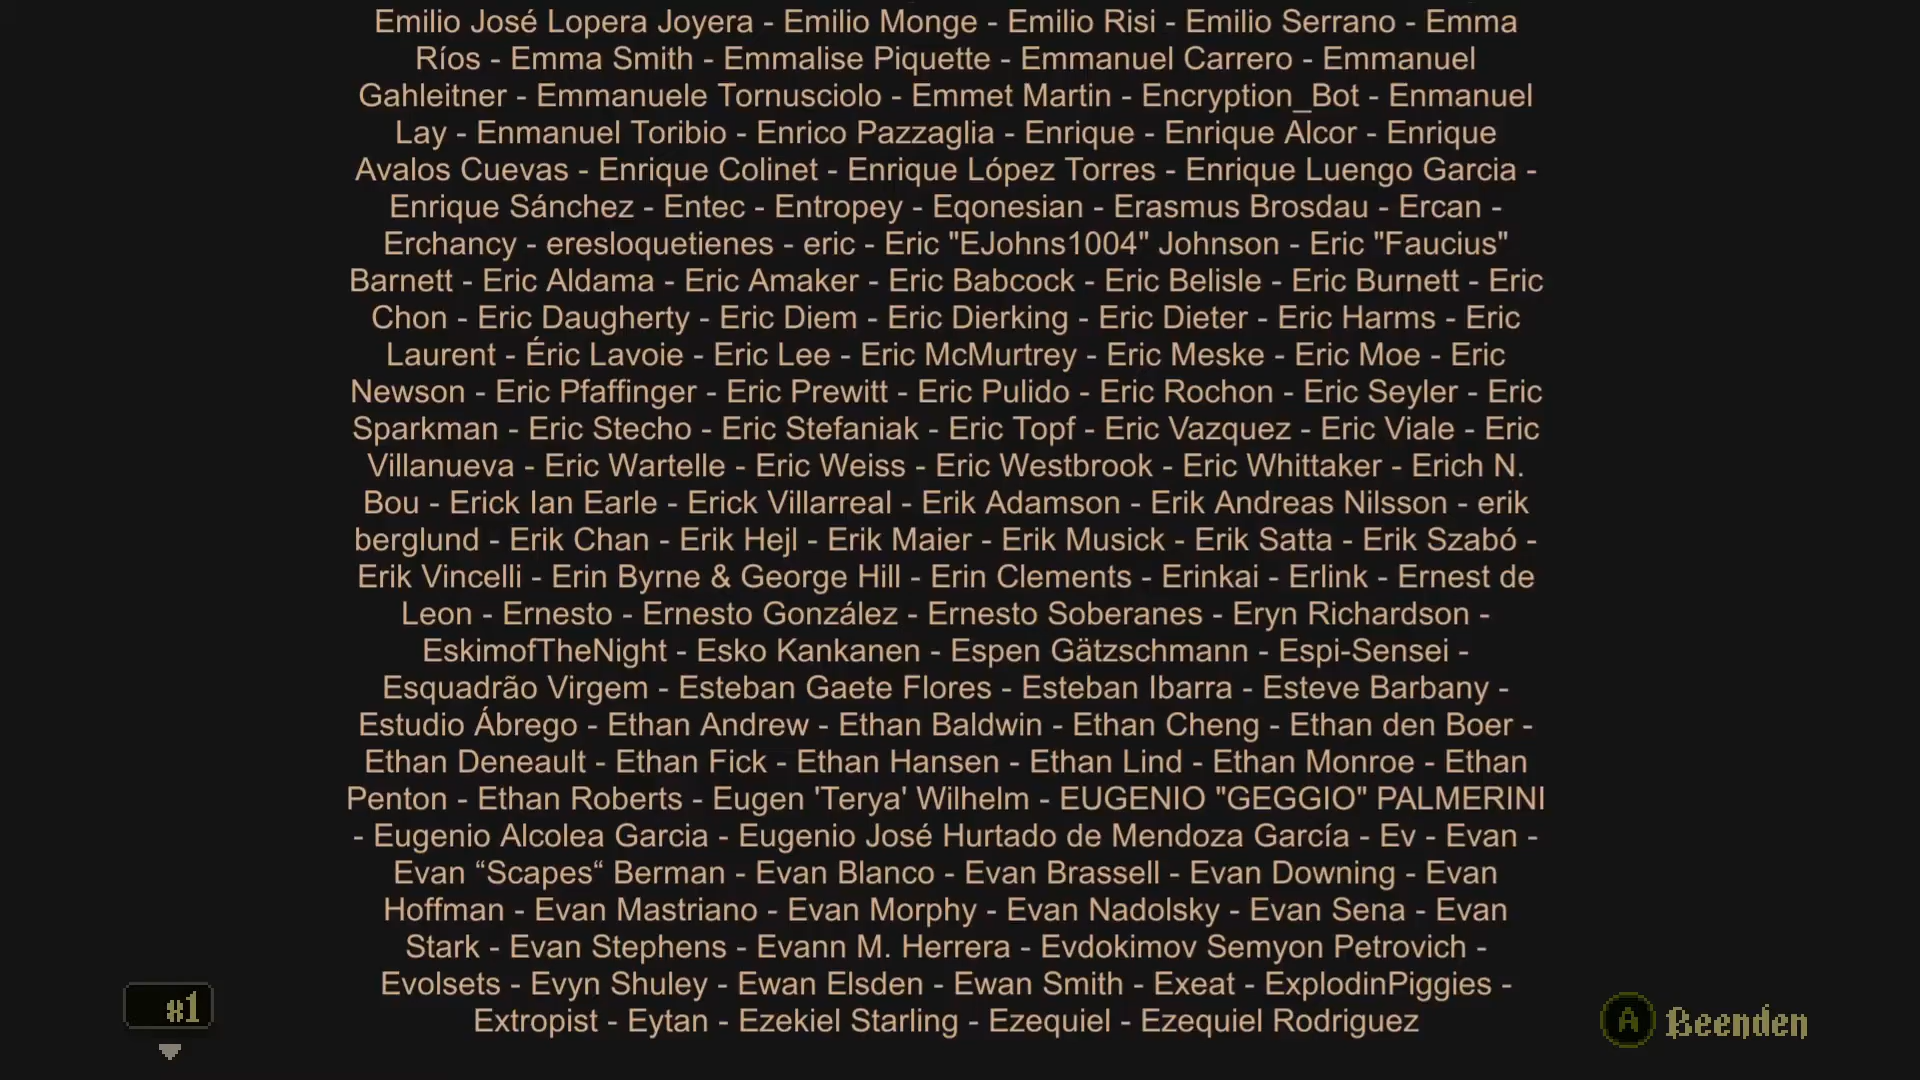 Emilio José Lopera Joyera - Emilio Monge - Emilio Risi - Emilio Serrano - Emma
Ríos - Emma Smith - Emmalise Piquette - Emmanuel Carrero - Emmanuel
Gahleitner - Emmanuele Tornusciolo - Emmet Martin - Encryption_Bot - Enmanuel
Lay - Enmanuel Toribio - Enrico Pazzaglia - Enrique - Enrique Alcor - Enrique
Avalos Cuevas - Enrique Colinet - Enrique López Torres - Enrique Luengo Garcia -
Enrique Sánchez - Entec - Entropey - Eqonesian - Erasmus Brosdau - Ercan -
Erchancy - eresloquetienes - eric - Eric "EJohns1004" Johnson - Eric "Faucius"
Barnett - Eric Aldama - Eric Amaker - Eric Babcock - Eric Belisle - Eric Burnett - Eric
Chon - Eric Daugherty - Eric Diem - Eric Dierking - Eric Dieter - Eric Harms - Eric
Laurent - Éric Lavoie - Eric Lee - Eric McMurtrey - Eric Meske - Eric Moe - Eric
Newson - Eric Pfaffinger - Eric Prewitt - Eric Pulido - Eric Rochon - Eric Seyler - Eric
Sparkman - Eric Stecho - Eric Stefaniak - Eric Topf - Eric Vazquez - Eric Viale - Eric
Villanueva - Eric Wartelle - Eric Weiss - Eric Westbrook - Eric Whittaker - Erich N.
Bou - Erick Ian Earle - Erick Villarreal - Erik Adamson - Erik Andreas Nilsson - erik
berglund - Erik Chan - Erik Hejl - Erik Maier - Erik Musick - Erik Satta - Erik Szabó -
Erik Vincelli - Erin Byrne & George Hill - Erin Clements - Erinkai - Erlink - Ernest de
Leon - Ernesto - Ernesto González - Ernesto Soberanes - Eryn Richardson -
EskimofTheNight - Esko Kankanen - Espen Gätzschmann - Espi-Sensei -
Esquadrão Virgem - Esteban Gaete Flores - Esteban Ibarra - Esteve Barbany -
Estudio Ábrego - Ethan Andrew - Ethan Baldwin - Ethan Cheng - Ethan den Boer -
Ethan Deneault - Ethan Fick - Ethan Hansen - Ethan Lind - Ethan Monroe - Ethan
Penton - Ethan Roberts - Eugen 'Terya' Wilhelm - EUGENIO "GEGGIO" PALMERINI
- Eugenio Alcolea Garcia - Eugenio José Hurtado de Mendoza García - Ev - Evan -
Evan “Scapes“ Berman - Evan Blanco - Evan Brassell - Evan Downing - Evan
Hoffman - Evan Mastriano - Evan Morphy - Evan Nadolsky - Evan Sena - Evan
Stark - Evan Stephens - Evann M. Herrera - Evdokimov Semyon Petrovich -
Evolsets - Evyn Shuley - Ewan Elsden - Ewan Smith - Exeat - ExplodinPiggies -
Extropist - Eytan - Ezekiel Starling - Ezequiel - Ezequiel Rodriguez
x1
A Beenden